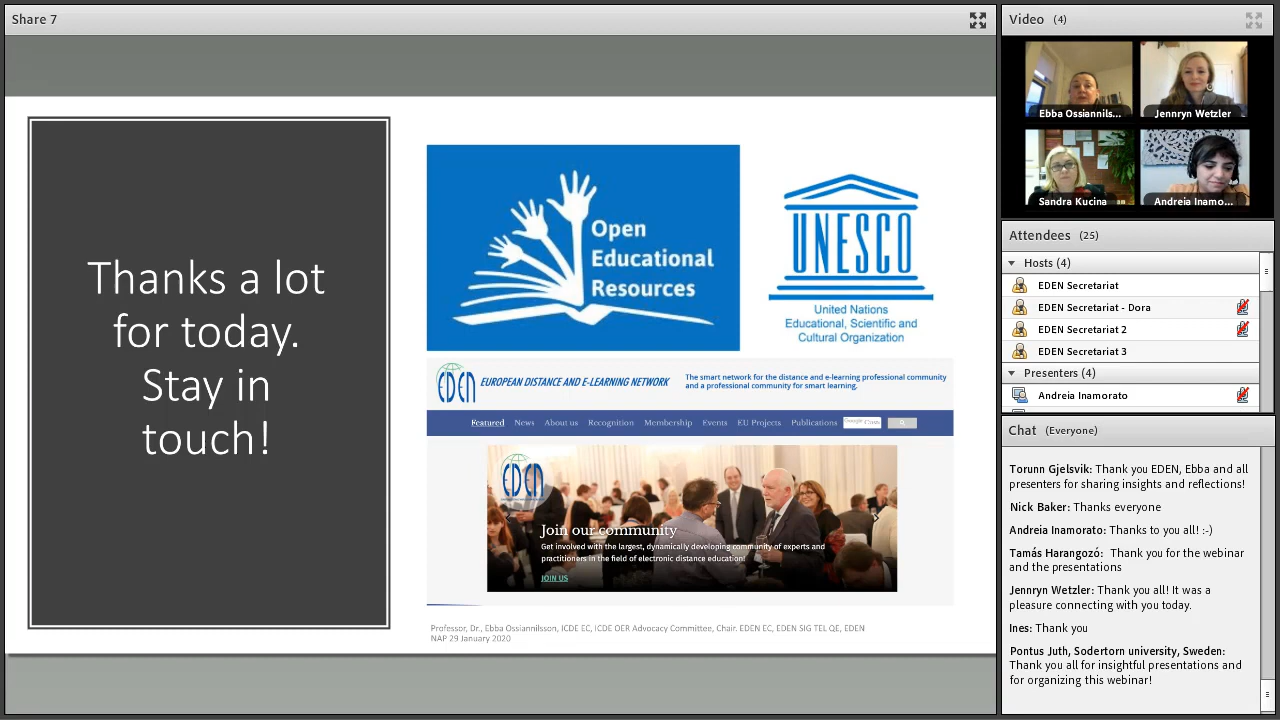 Share 7
Thanks a lot
for today.
Stay in
touch!
Open
Educational
Resources
UNESCO
United Nations
Educational, Scientific and
Cultural Organization
EDEN EUROPEAN DISTANCE AND E-LEARNING NETWORK
The smart network for the distance and e-learning professional community
and a professional community for smart learning.
Featured News About us Recognition Membership Events EU Projects Publications
EDEN
Join our community
Get involved with the largest, dynamically developing community of experts and
practitioners in the field of electronic distance education!
JOIN US
Professor, Dr., Ebba Ossiannilsson, ICDE EC, ICDE OER Advocacy Committee, Chair. EDEN EC, EDEN SIG TEL QE, EDEN
NAP 29 January 2020
Video (4)
Ebba Ossiannils...
Jennryn Wetzler
Sandra Kucina
Andreia Inamo...
Attendees (25)
Hosts (4)
EDEN Secretariat
EDEN Secretariat - Dora
EDEN Secretariat 2
EDEN Secretariat 3
Presenters (4)
Andreia Inamorato
Chat (Everyone)
Torunn Gjelsvik: Thank you EDEN, Ebba and all
presenters for sharing insights and reflections!
Nick Baker: Thanks everyone
Andreia Inamorato: Thanks to you all! :-)
Tamás Harangozó: Thank you for the webinar
and the presentations
Jennryn Wetzler: Thank you all! It was a
pleasure connecting with you today.
Ines: Thank you
Pontus Juth, Sodertorn university, Sweden:
Thank you all for insightful presentations and
for organizing this webinar!